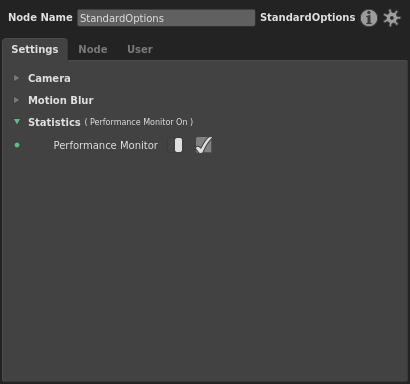 Node Name StandardOptions StandardOptions
Settings Node User
Camera
Motion Blur
Statistics ( Performance Monitor On )
Performance Monitor